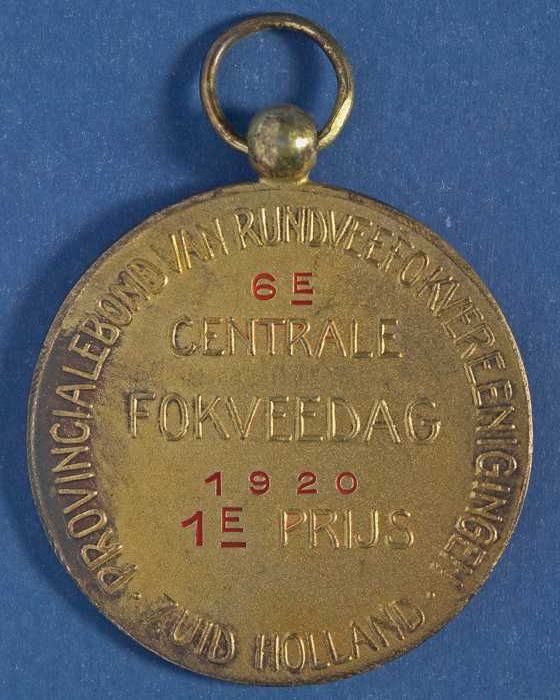 PROVINCIALE BOND VAN RUNDVEEFOKVEREENIGINGEN
6E
CENTRALE
FOKVEEDAG
1920
1E PRIJS
· ZUID HOLLAND ·